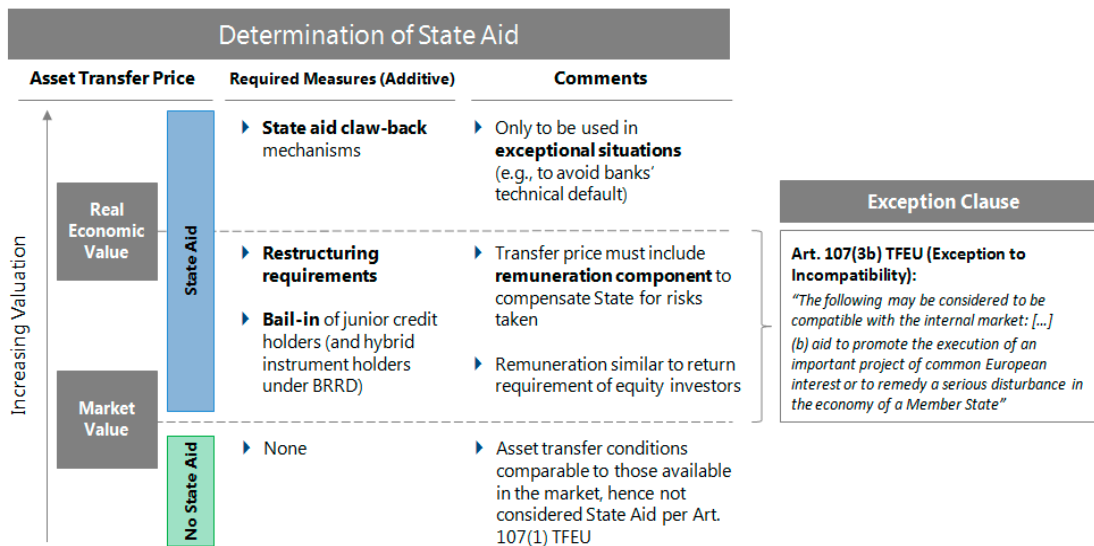 Determination of State Aid
Asset Transfer Price
Required Measures (Additive)
Comments
Increasing Valuation
Real
Economic
Value
Market
Value
State Aid
No State Aid
State aid claw-back
mechanisms
Only to be used in
exceptional situations
(e.g., to avoid banks’
technical default)
Restructuring
requirements
Bail-in of junior credit
holders (and hybrid
instrument holders
under BRRD)
Transfer price must include
remuneration component to
compensate State for risks
taken
Remuneration similar to return
requirement of equity investors
None
Asset transfer conditions
comparable to those available
in the market, hence not
considered State Aid per Art.
107(1) TFEU
Exception Clause
Art. 107(3b) TFEU (Exception to
Incompatibility):
“The following may be considered to be
compatible with the internal market: [...]
(b) aid to promote the execution of an
important project of common European
interest or to remedy a serious disturbance in
the economy of a Member State”